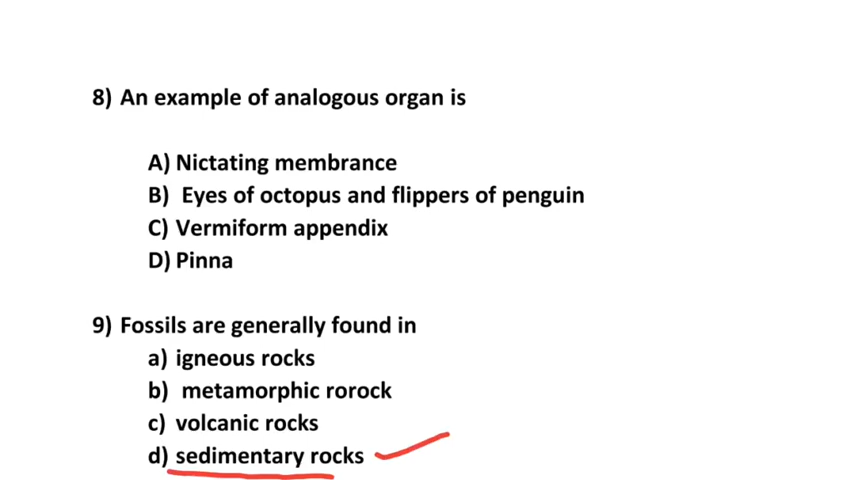 8) An example of analogous organ is
A) Nictating membrance
B) Eyes of octopus and flippers of penguin
C) Vermiform appendix
D) Pinna
9) Fossils are generally found in
a) igneous rocks
b) metamorphic rorock
c) volcanic rocks
d) sedimentary rocks